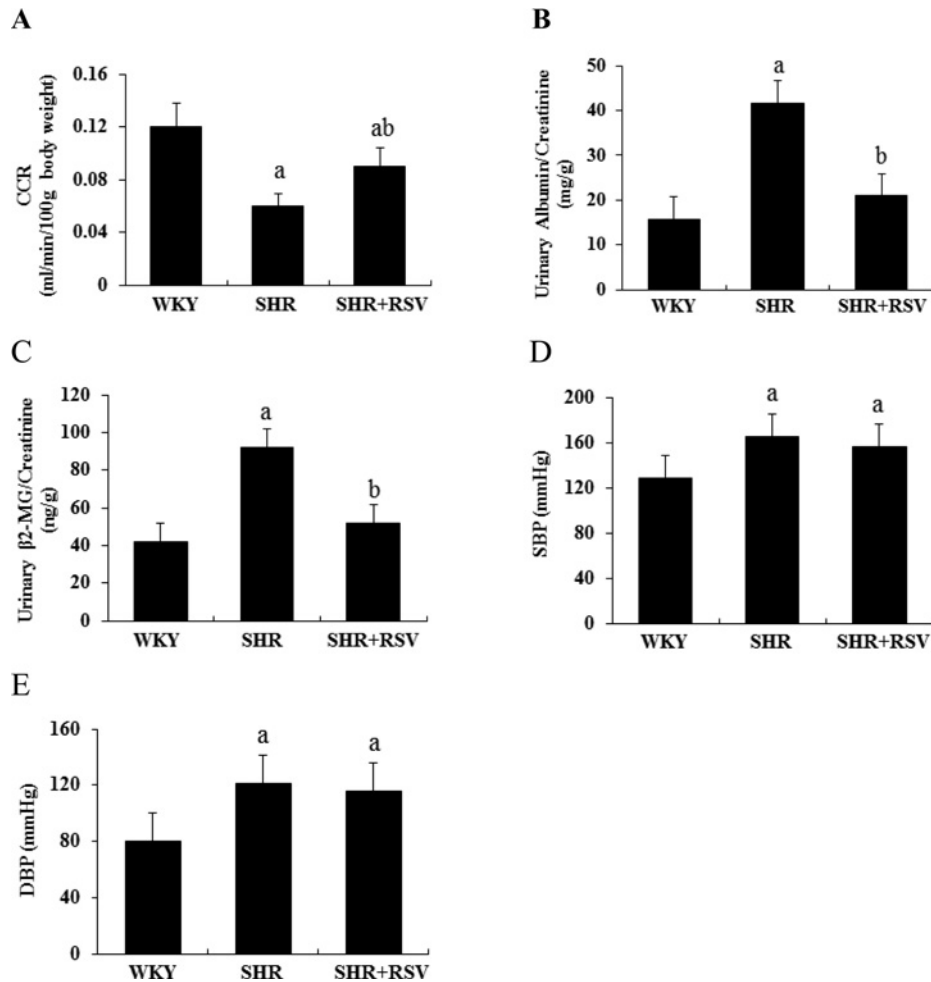 A
CCR
(ml/min/100g body weight)
0.16
0.12
0.08
0.04
0
a
ab
WKY SHR SHR+RSV
B
Urinary Albumin/Creatinine
(mg/g)
50
40
30
20
10
0
a
b
WKY SHR SHR+RSV
C
Urinary β2-MG/Creatinine
(ng/g)
120
100
80
60
40
20
0
a
b
WKY SHR SHR+RSV
D
SBP (mmHg)
200
160
120
80
40
0
a
a
WKY SHR SHR+RSV
E
DBP (mmHg)
160
120
80
40
0
a
a
WKY SHR SHR+RSV